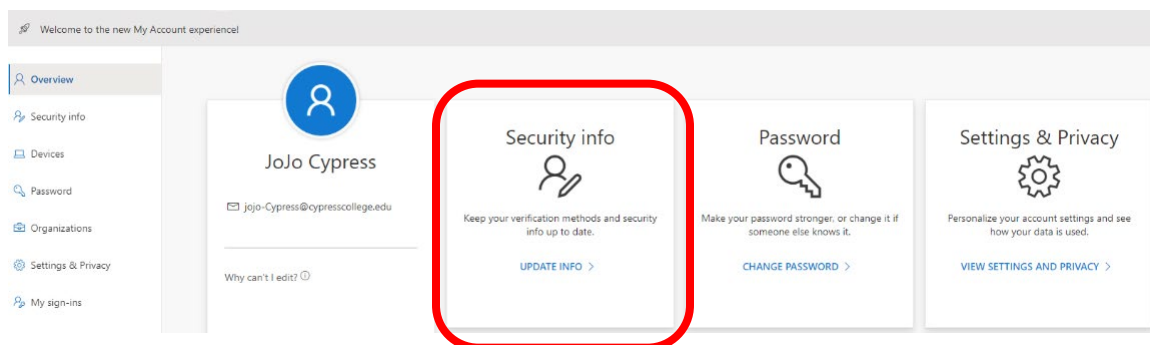 Welcome to the new My Account experience!
Overview
Security info
Devices
Password
Organizations
Settings & Privacy
My sign-ins
JoJo Cypress
jojo-Cypress@cypresscollege.edu
Why can't I edit?
Security info
Keep your verification methods and security
info up to date.
UPDATE INFO >
Password
Make your password stronger, or change it if
someone else knows it.
CHANGE PASSWORD >
Settings & Privacy
Personalize your account settings and see
how your data is used.
VIEW SETTINGS AND PRIVACY >